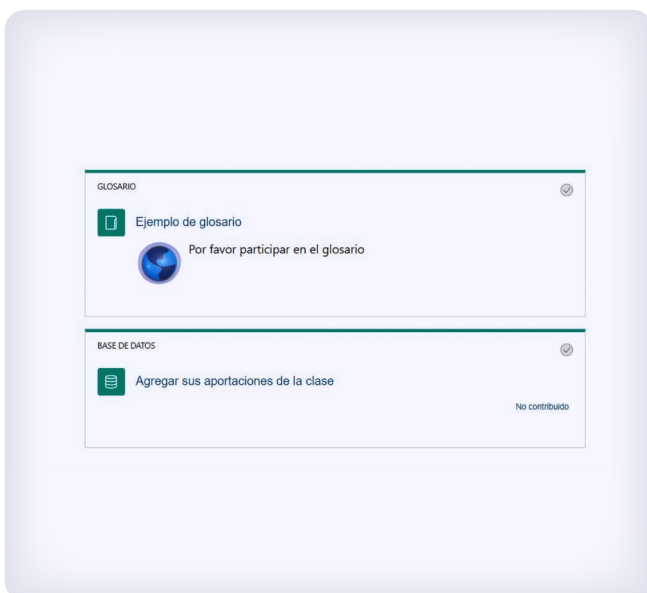 GLOSARIO
Ejemplo de glosario
Por favor participar en el glosario
BASE DE DATOS
Agregar sus aportaciones de la clase
No contribuido